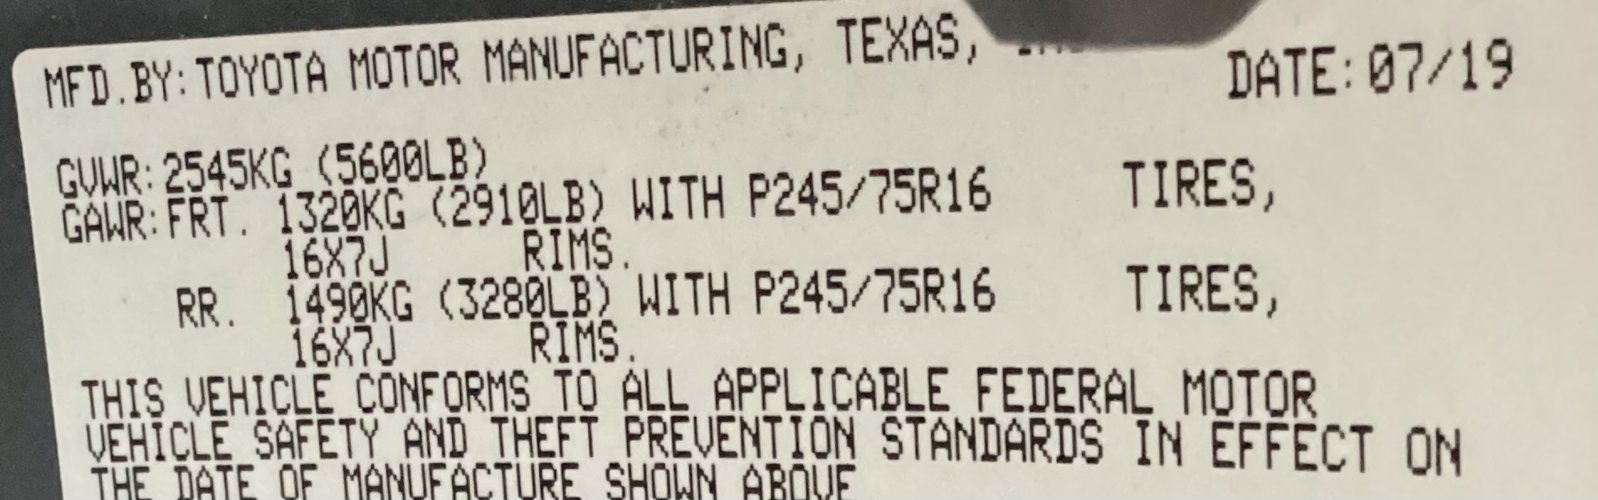 MFD.BY:TOYOTA MOTOR MANUFACTURING, TEXAS, DATE:07/19
GVWR:2545KG (5600LB)
GAWR:FRT. 1320KG (2910LB) WITH P245/75R16 TIRES,
16X7J RIMS.
RR. 1490KG (3280LB) WITH P245/75R16 TIRES,
16X7J RIMS.
THIS VEHICLE CONFORMS TO ALL APPLICABLE FEDERAL MOTOR
VEHICLE SAFETY AND THEFT PREVENTION STANDARDS IN EFFECT ON
THE DATE OF MANUFACTURE SHOWN ABOVE